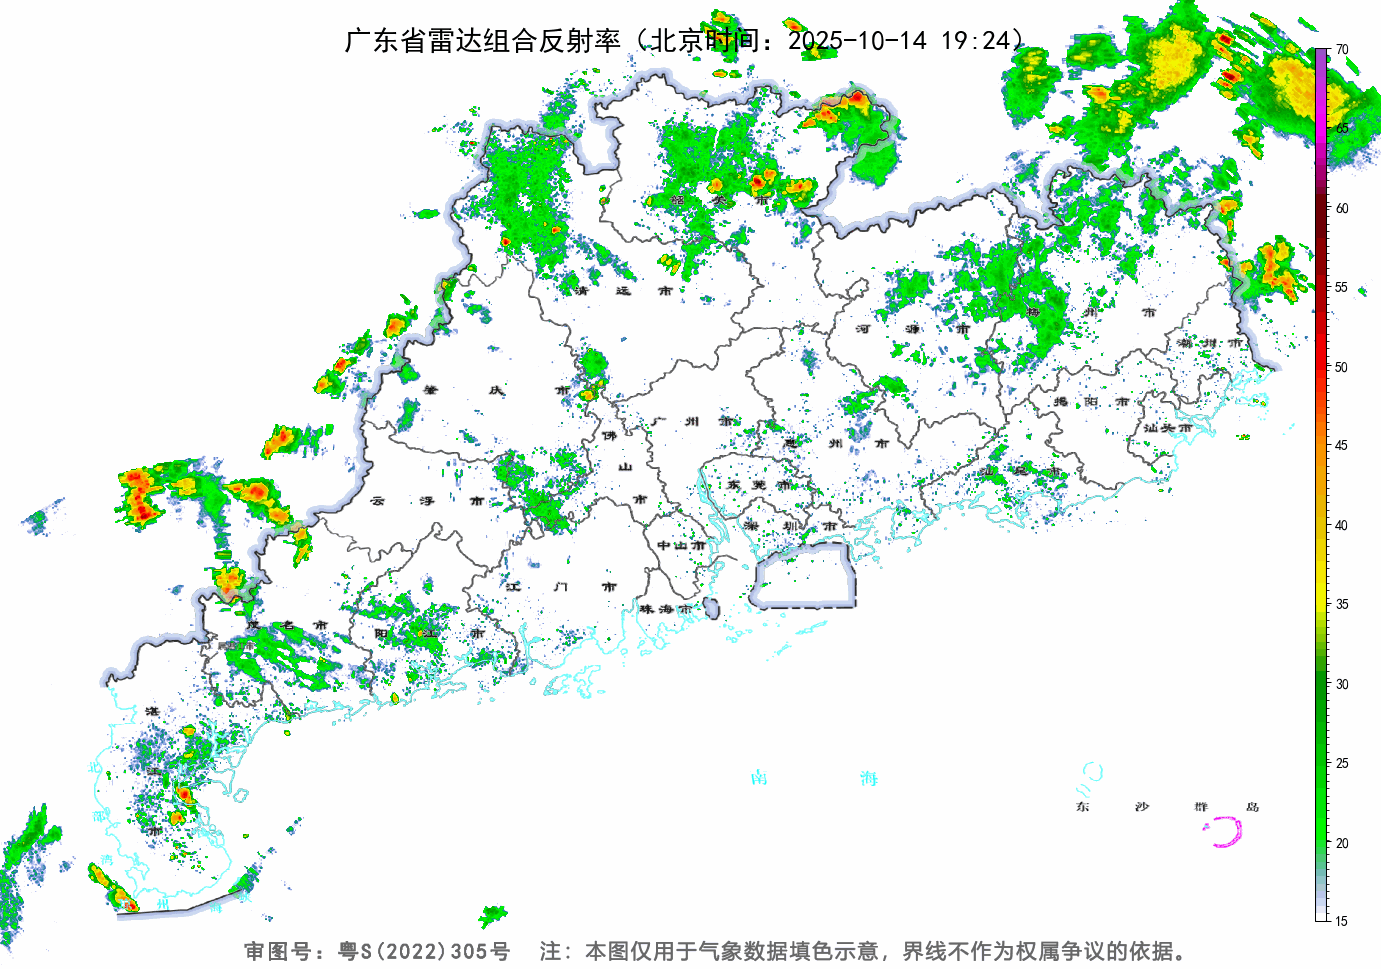 广东省雷达组合反射率（北京时间：2025-10-14 19:24）
70
65
60
55
50
45
40
35
30
25
20
15
韶关市
清远市
河源市
梅州市
潮州市
肇庆市
广州市
揭阳市
汕头市
佛山市
惠州市
汕尾市
云浮市
东莞市
深圳市
中山市
江门市
珠海市
茂名市
阳江市
湛江市
南海
东沙群岛
审图号：粤S(2022)305号 注：本图仅用于气象数据填色示意，界线不作为权属争议的依据。